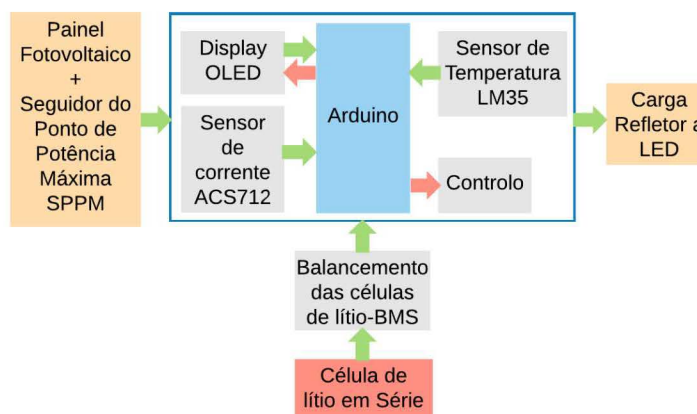 Painel
Fotovoltaico
+
Seguidor do
Ponto de
Potência
Máxima
SPPM
Display
OLED
Sensor
de
corrente
ACS712
Arduino
Sensor de
Temperatura
LM35
Controlo
Carga
Refletor a
LED
Balancemento
das células
de lítio-BMS
Célula de
lítio em Série